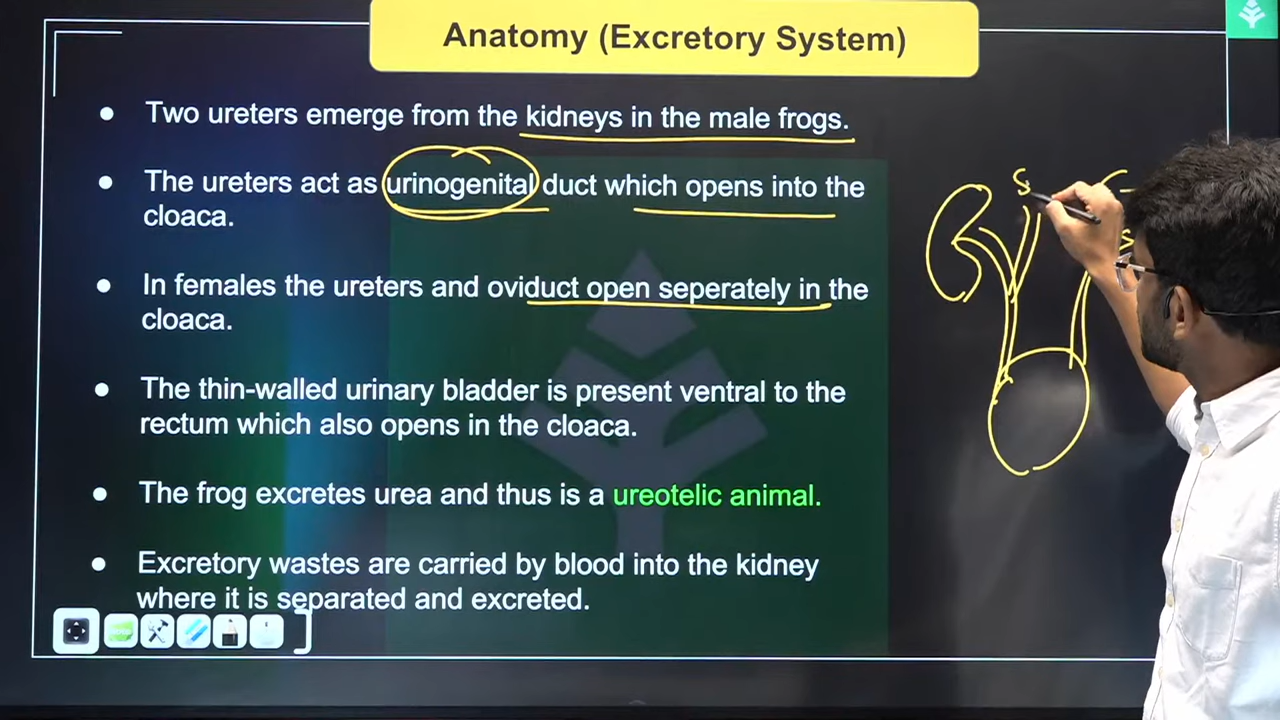 Anatomy (Excretory System)
● Two ureters emerge from the kidneys in the male frogs.
● The ureters act as urinogenital duct which opens into the
cloaca.
● In females the ureters and oviduct open seperately in the
cloaca.
● The thin-walled urinary bladder is present ventral to the
rectum which also opens in the cloaca.
● The frog excretes urea and thus is a ureotelic animal.
● Excretory wastes are carried by blood into the kidney
where it is separated and excreted.
S